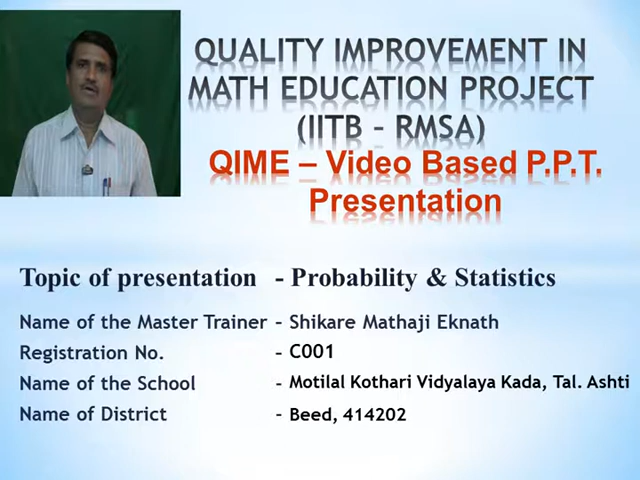 QUALITY IMPROVEMENT IN
MATH EDUCATION PROJECT
(IITB – RMSA)
QIME – Video Based P.P.T.
Presentation
Topic of presentation - Probability & Statistics
Name of the Master Trainer - Shikare Mathaji Eknath
Registration No. - C001
Name of the School - Motilal Kothari Vidyalaya Kada, Tal. Ashti
Name of District - Beed, 414202